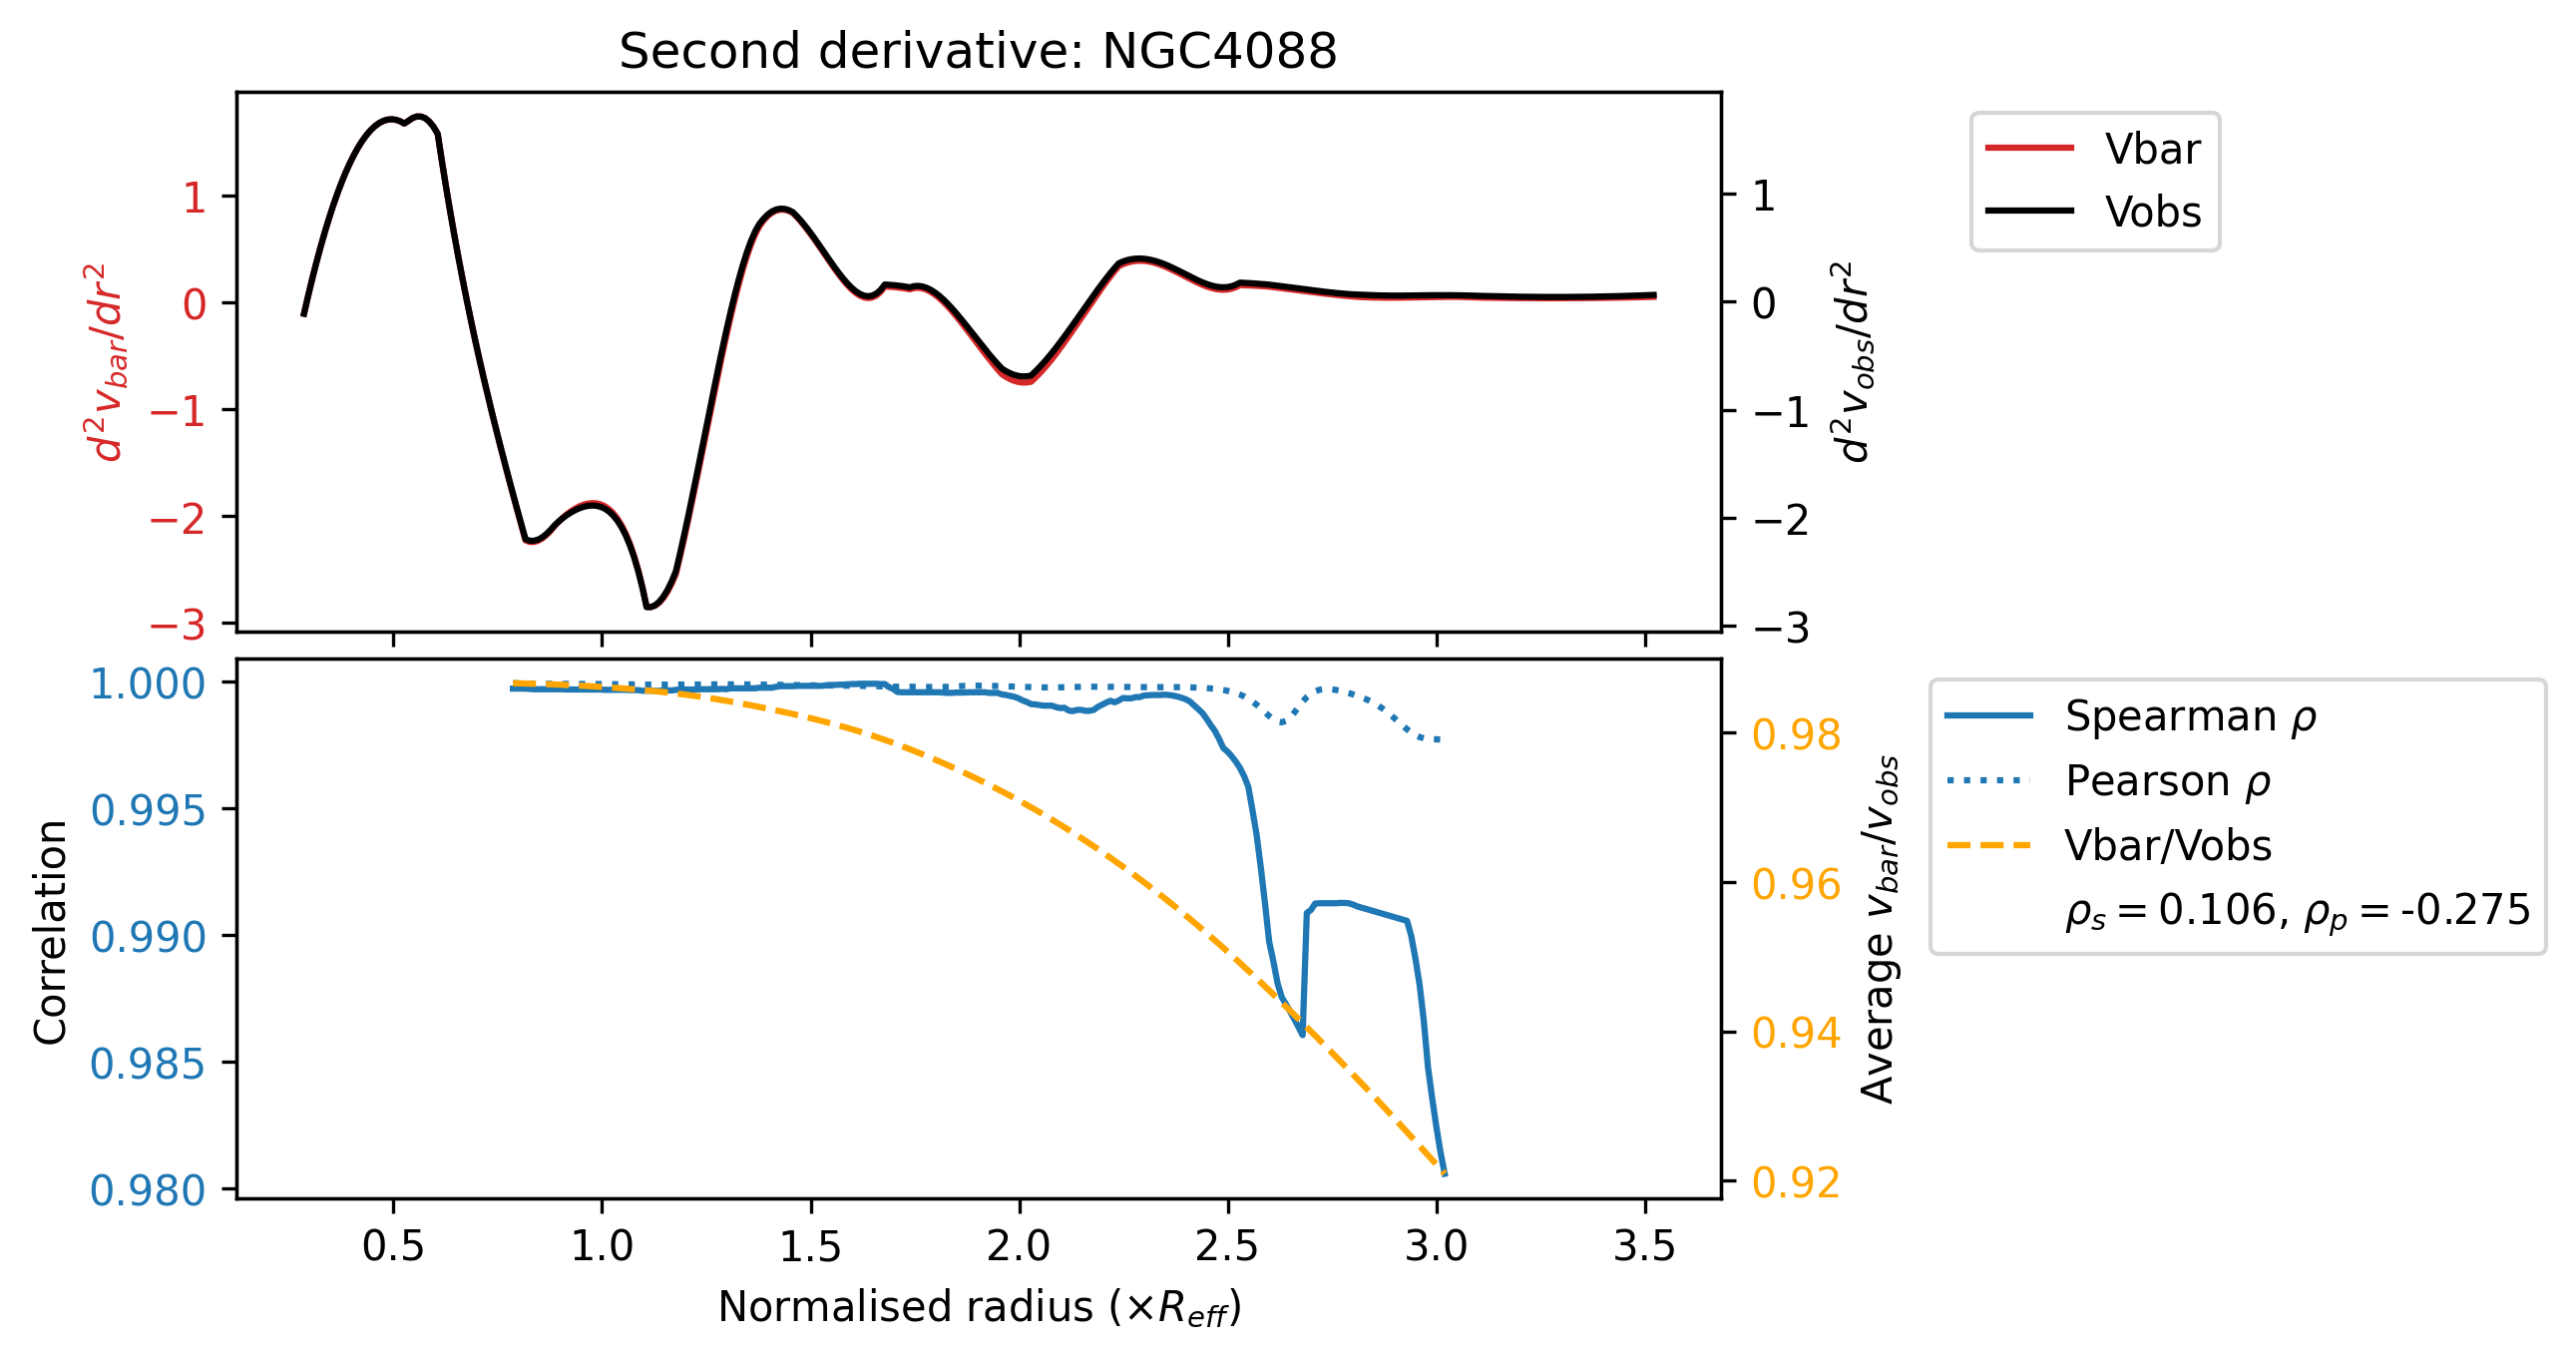 Second derivative: NGC4088
1
0
−1
−2
−3
d²v_bar/dr²
1
0
−1
−2
−3
d²v_obs/dr²
Vbar
Vobs
1.000
0.995
0.990
0.985
0.980
Correlation
0.98
0.96
0.94
0.92
Average v_bar/v_obs
Spearman ρ
Pearson ρ
Vbar/Vobs
ρ_s = 0.106, ρ_p = -0.275
0.5 1.0 1.5 2.0 2.5 3.0 3.5
Normalised radius (×R_eff)